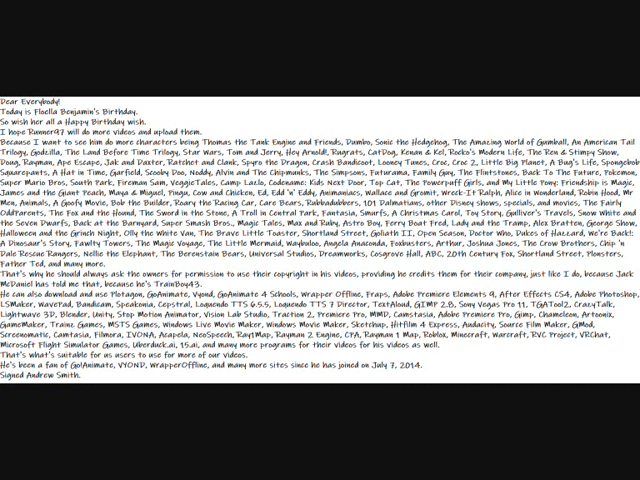 Dear Everybody!
Today is Floella Benjamin's Birthday.
So wish her all a Happy Birthday wish.
I hope Runner97 will do more videos and upload them.
Because I want to see him do more characters being Thomas the Tank Engine and Friends, Dumbo, Sonic the Hedgehog, The Amazing World of Gumball, An American Tail
Trilogy, Godzilla, The Land Before Time Trilogy, Star Wars, Tom and Jerry, Hey Arnold!, Rugrats, CatDog, Kenan & Kel, Rocko's Modern Life, The Ren & Stimpy Show,
Doug, Rayman, Ape Escape, Jak and Daxter, Ratchet and Clank, Spyro the Dragon, Crash Bandicoot, Looney Tunes, Croc, Croc 2, Little Big Planet, A Bug's Life, Spongebob
Squarepants, A Hat in Time, Garfield, Scooby Doo, Noddy, Alvin and The Chipmunks, The Simpsons, Futurama, Family Guy, The Flintstones, Back To The Future, Pokemon,
Super Mario Bros, South Park, Fireman Sam, VeggieTales, Camp Lazlo, Codename: Kids Next Door, Top Cat, The Powerpuff Girls, and My Little Pony: Friendship is Magic,
James and the Giant Peach, Maya & Miguel, Pingu, Cow and Chicken, Ed, Edd 'n' Eddy, Animaniacs, Wallace and Gromit, Wreck-It Ralph, Alice in Wonderland, Robin Hood, Mr
Men, Animals, A Goofy Movie, Bob the Builder, Roary the Racing Car, Care Bears, Rubbadubbers, 101 Dalmatians, other Disney shows, specials, and movies, The Fairly
OddParents, The Fox and the Hound, The Sword in the Stone, A Troll in Central Park, Fantasia, Smurfs, A Christmas Carol, Toy Story, Gulliver's Travels, Snow White and
the Seven Dwarfs, Back at the Barnyard, Super Smash Bros., Magic Tales, Max and Ruby, Astro Boy, Ferry Boat Fred, Lady and the Tramp, Alex Bratten, George Show,
Halloween and the Grinch Night, Olly the White Van, The Brave Little Toaster, Shortland Street, Goliath II, Open Season, Doctor Who, Dukes of Hazzard, We're Back!:
A Dinosaur's Story, Fawlty Towers, The Magic Voyage, The Little Mermaid, Waybuloo, Angela Anaconda, Foxbusters, Arthur, Joshua Jones, The Crow Brothers, Chip 'n
Dale Rescue Rangers, Nellie the Elephant, The Berenstain Bears, Universal Studios, Dreamworks, Cosgrove Hall, ABC, 20th Century Fox, Shortland Street, Monsters,
Father Ted, and many more.
That's why he should always ask the owners for permission to use their copyright in his videos, providing he credits them for their company, just like I do, because Jack
McDaniel has told me that, because he's TrainBoy43.
He can also download and use Plotagon, GoAnimate, Vyond, GoAnimate 4 Schools, Wrapper Offline, Fraps, Adobe Premiere Elements 9, After Effects CS4, Adobe Photoshop,
LSMaker, WavePad, Bandicam, Speakonia, Cepstral, Loquendo TTS 6.5.5, Loquendo TTS 7 Director, TextAloud, GIMP 2.8, Sony Vegas Pro 11, TGATool2, CrazyTalk,
Lightwave 3D, Blender, Unity, Stop Motion Animator, Vision Lab Studio, Traction 2, Premiere Pro, MMD, Camstasia, Adobe Premiere Pro, Gimp, Chameleon, Artoonix,
GameMaker, Trainz Games, MSTS Games, Windows Live Movie Maker, Windows Movie Maker, Sketchup, Hitfilm 4 Express, Audacity, Source Film Maker, GMod,
Screenomatic, Camtasia, Filmora, IVONA, Acapela, NeoSpeech, Ray1Map, Rayman 2 Engine, CPA, Rayman 1 Map, Roblox, Minecraft, Warcraft, RVC Project, VRChat,
Microsoft Flight Simulator Games, Uberduck.ai, 15.ai, and many more programs for their videos for his videos as well.
That's what's suitable for us users to use for more of our videos.
He's been a fan of Go!Animate, VYOND, WrapperOffline, and many more sites since he has joined on July 7, 2014.
Signed Andrew Smith.